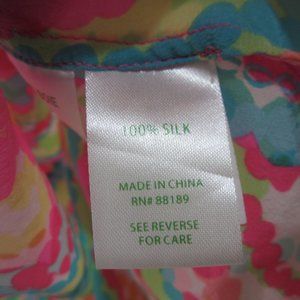 100% SILK
MADE IN CHINA
RN# 88189
SEE REVERSE
FOR CARE